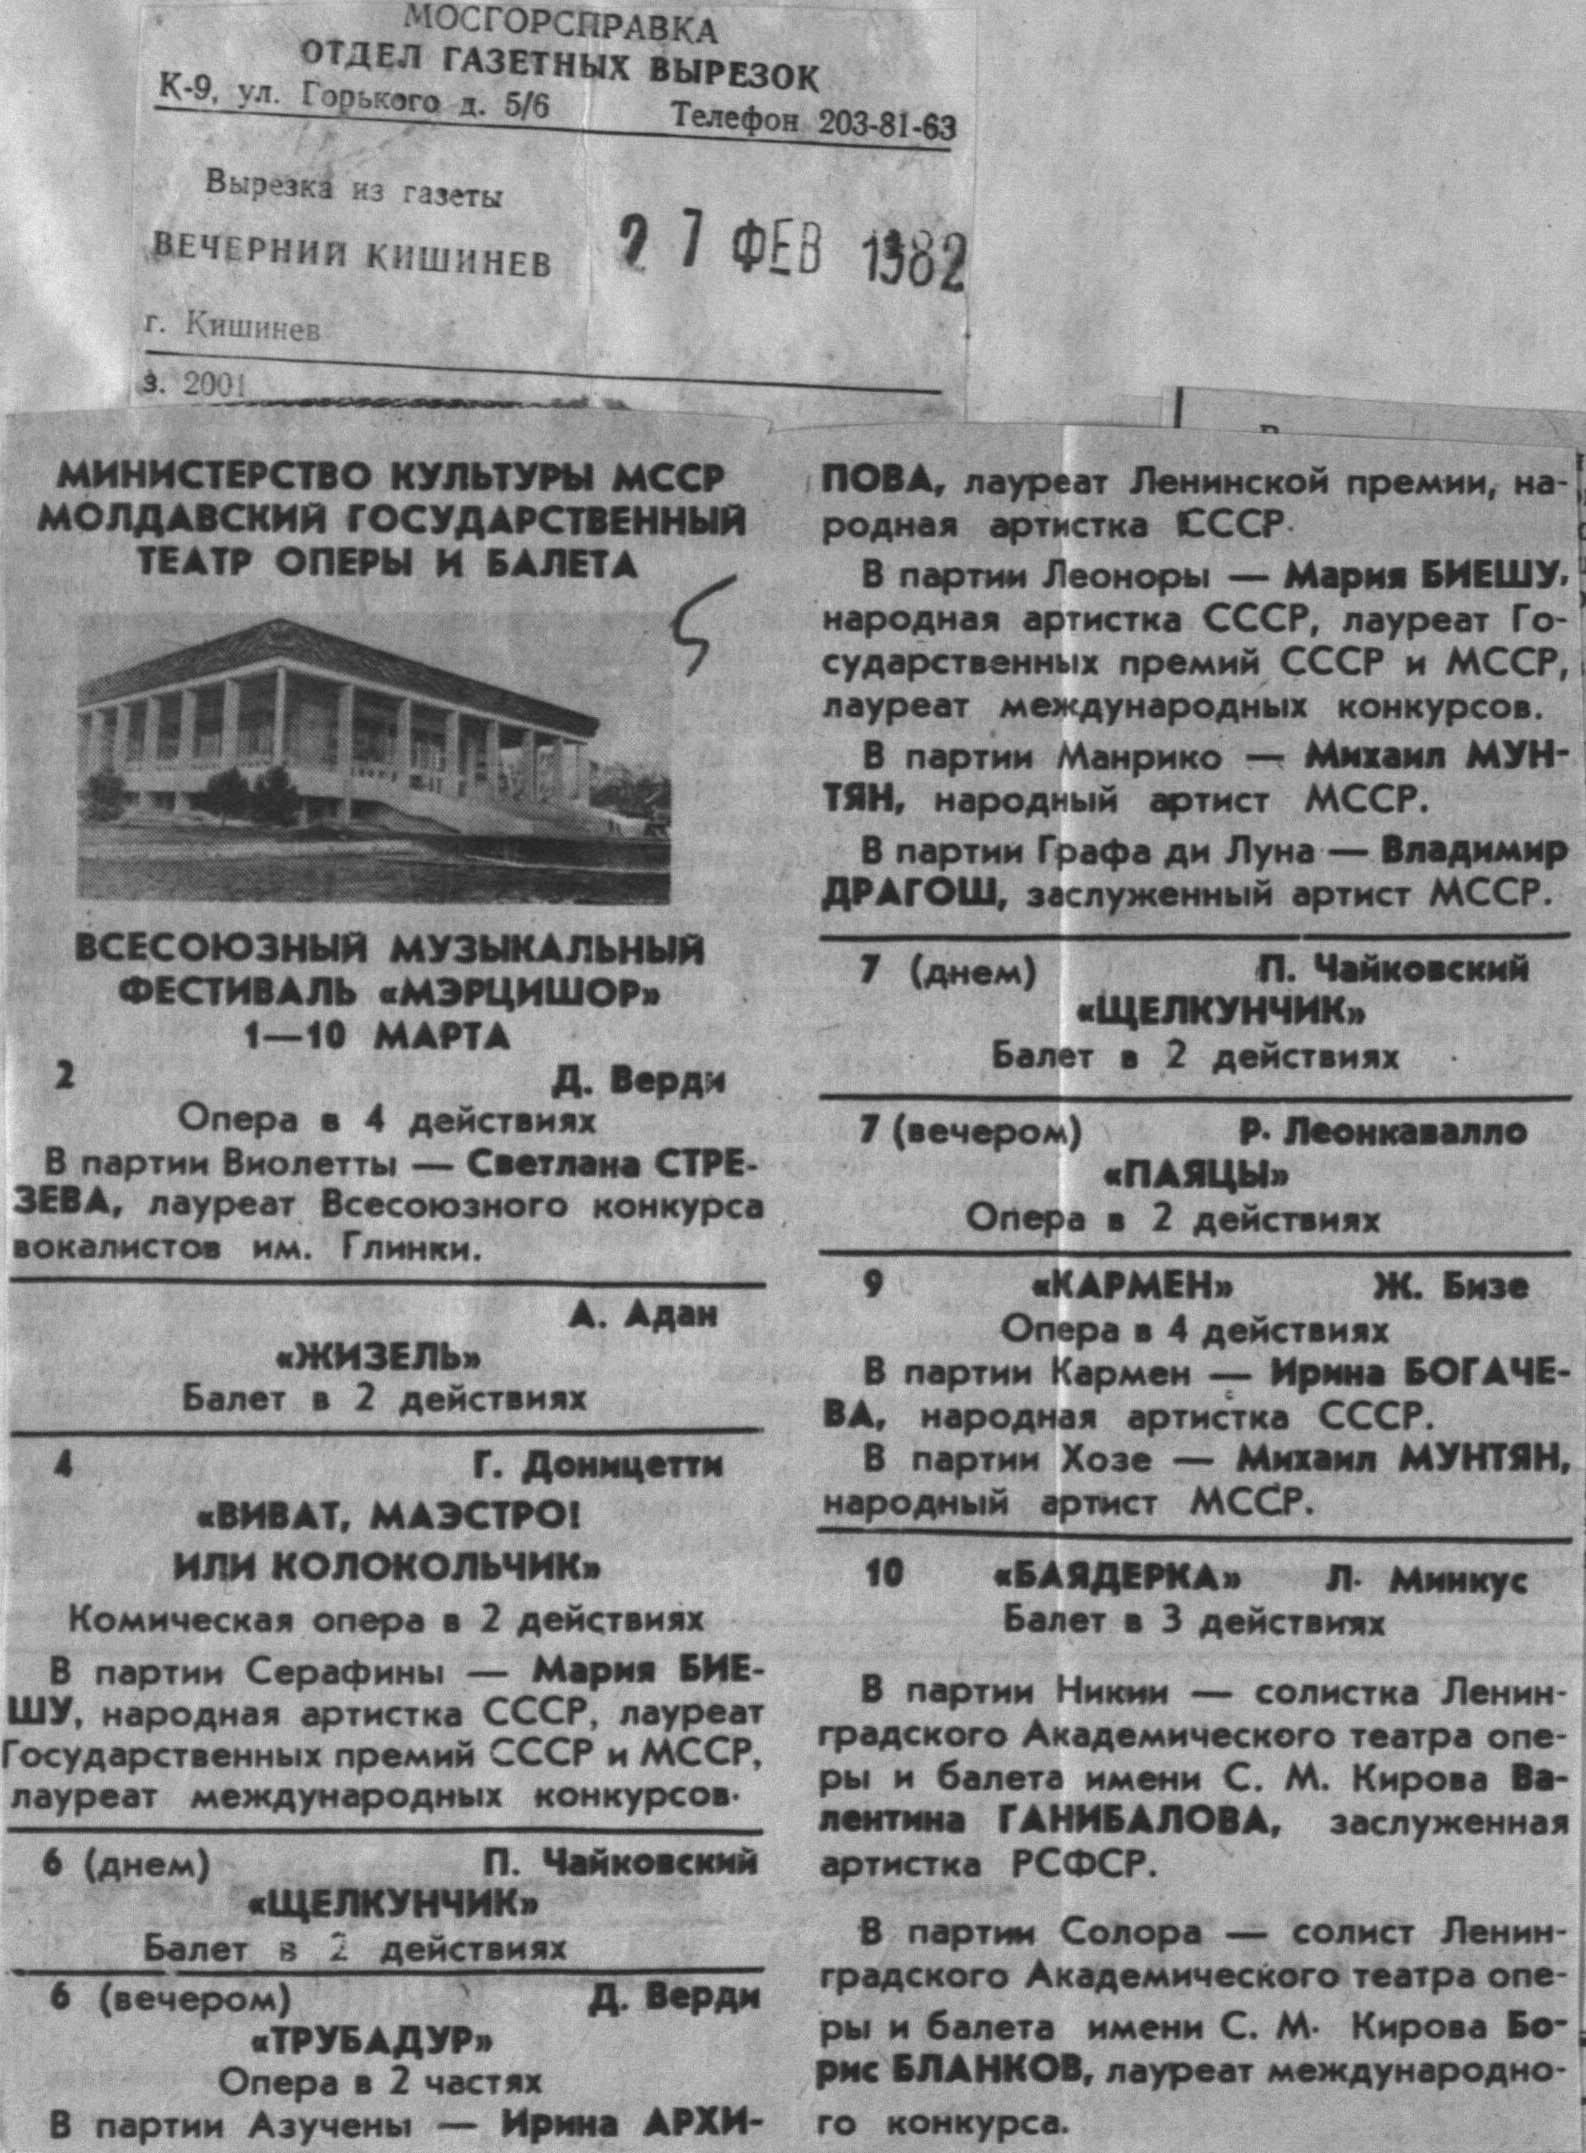 МОСГОРСПРАВКА
ОТДЕЛ ГАЗЕТНЫХ ВЫРЕЗОК
К-9, ул. Горького д. 5/6 Телефон 203-81-63
Вырезка из газеты
ВЕЧЕРНИЙ КИШИНЕВ
27 ФЕВ 1982
г. Кишинев
з. 2001
МИНИСТЕРСТВО КУЛЬТУРЫ МССР
МОЛДАВСКИЙ ГОСУДАРСТВЕННЫЙ
ТЕАТР ОПЕРЫ И БАЛЕТА
ВСЕСОЮЗНЫЙ МУЗЫКАЛЬНЫЙ
ФЕСТИВАЛЬ «МЭРЦИШОР»
1—10 МАРТА
2 Д. Верди
Опера в 4 действиях
В партии Виолетты — Светлана СТРЕ-
ЗЕВА, лауреат Всесоюзного конкурса
вокалистов им. Глинки.
А. Адан
«ЖИЗЕЛЬ»
Балет в 2 действиях
4 Г. Доницетти
«ВИВАТ, МАЭСТРО!
ИЛИ КОЛОКОЛЬЧИК»
Комическая опера в 2 действиях
В партии Серафины — Мария БИЕ-
ШУ, народная артистка СССР, лауреат
Государственных премий СССР и МССР,
лауреат международных конкурсов.
6 (днем) П. Чайковский
«ЩЕЛКУНЧИК»
Балет в 2 действиях
6 (вечером) Д. Верди
«ТРУБАДУР»
Опера в 2 частях
В партии Азучены — Ирина АРХИ-
ПОВА, лауреат Ленинской премии, на-
родная артистка СССР.
В партии Леоноры — Мария БИЕШУ,
народная артистка СССР, лауреат Го-
сударственных премий СССР и МССР,
лауреат международных конкурсов.
В партии Манрико — Михаил МУН-
ТЯН, народный артист МССР.
В партии Графа ди Луна — Владимир
ДРАГОШ, заслуженный артист МССР.
7 (днем) П. Чайковский
«ЩЕЛКУНЧИК»
Балет в 2 действиях
7 (вечером) Р. Леонкавалло
«ПАЯЦЫ»
Опера в 2 действиях
9 «КАРМЕН» Ж. Бизе
Опера в 4 действиях
В партии Кармен — Ирина БОГАЧЕ-
ВА, народная артистка СССР.
В партии Хозе — Михаил МУНТЯН,
народный артист МССР.
10 «БАЯДЕРКА» Л. Минкус
Балет в 3 действиях
В партии Никии — солистка Ленин-
градского Академического театра опе-
ры и балета имени С. М. Кирова Ва-
лентина ГАНИБАЛОВА, заслуженная
артистка РСФСР.
В партии Солора — солист Ленин-
градского Академического театра опе-
ры и балета имени С. М. Кирова Бо-
рис БЛАНКОВ, лауреат международно-
го конкурса.